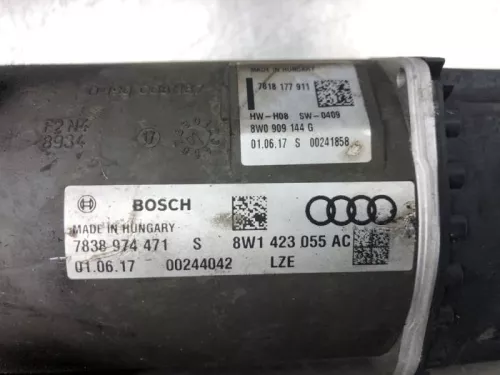 MADE IN HUNGARY
7818 177 911
HW-H08 SW-0409
8W0 909 144 G
01.06.17 S 00241858
F2N4
8934
BOSCH
MADE IN HUNGARY
7838 974 471 S 8W1 423 055 AC
01.06.17 00244042 LZE